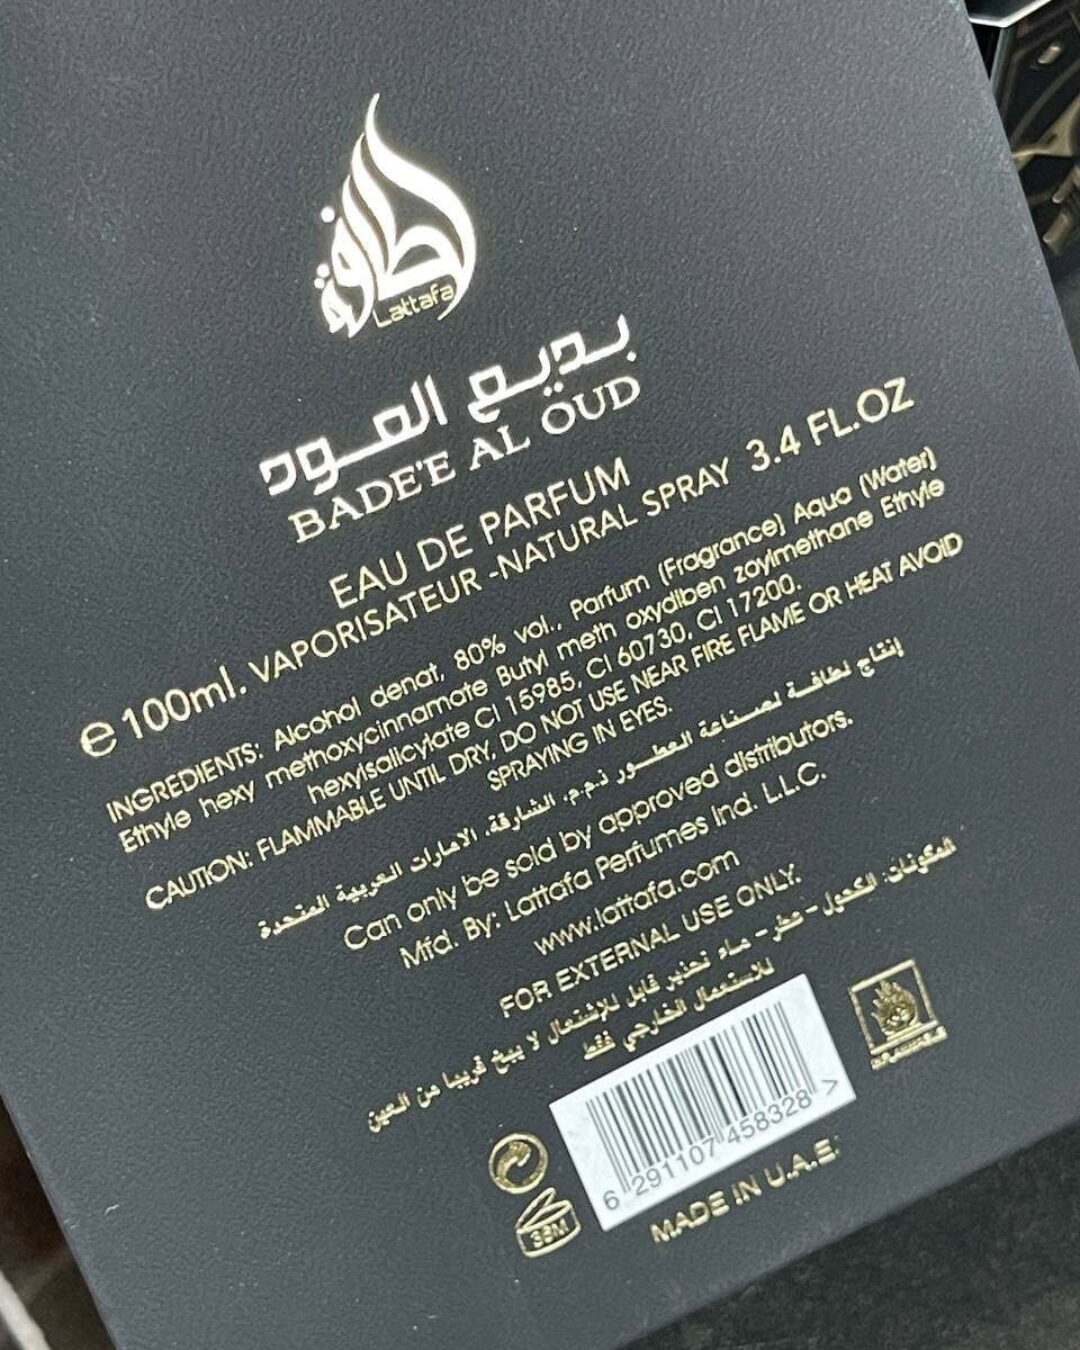 لطافة
Lattafa
بديع العود
BADE'E AL OUD
EAU DE PARFUM
e 100ml. VAPORISATEUR -NATURAL SPRAY 3.4 FL.OZ
INGREDIENTS: Alcohol denat, 80% vol., Parfum (Fragrance) Aqua (Water)
Ethyle hexy methoxycinnamate Butyl meth oxydiben zoylmethane Ethyle
hexylsalicylate CI 15985, CI 60730, CI 17200.
CAUTION: FLAMMABLE UNTIL DRY, DO NOT USE NEAR FIRE FLAME OR HEAT AVOID
SPRAYING IN EYES.
إنتاج لطافة لصناعة العطور ذ.م.م. الشارقة. الامارات العربية المتحدة
Can only be sold by approved distributors.
Mfd. By: Lattafa Perfumes Ind. L.L.C.
www.lattafa.com
FOR EXTERNAL USE ONLY.
المكونات: الكحول - عطر - ماء تحذير قابل للإشتعال لا يبخ قريبا من العين
للاستعمال الخارجي فقط
6 291107 458328 >
36M
MADE IN U.A.E.